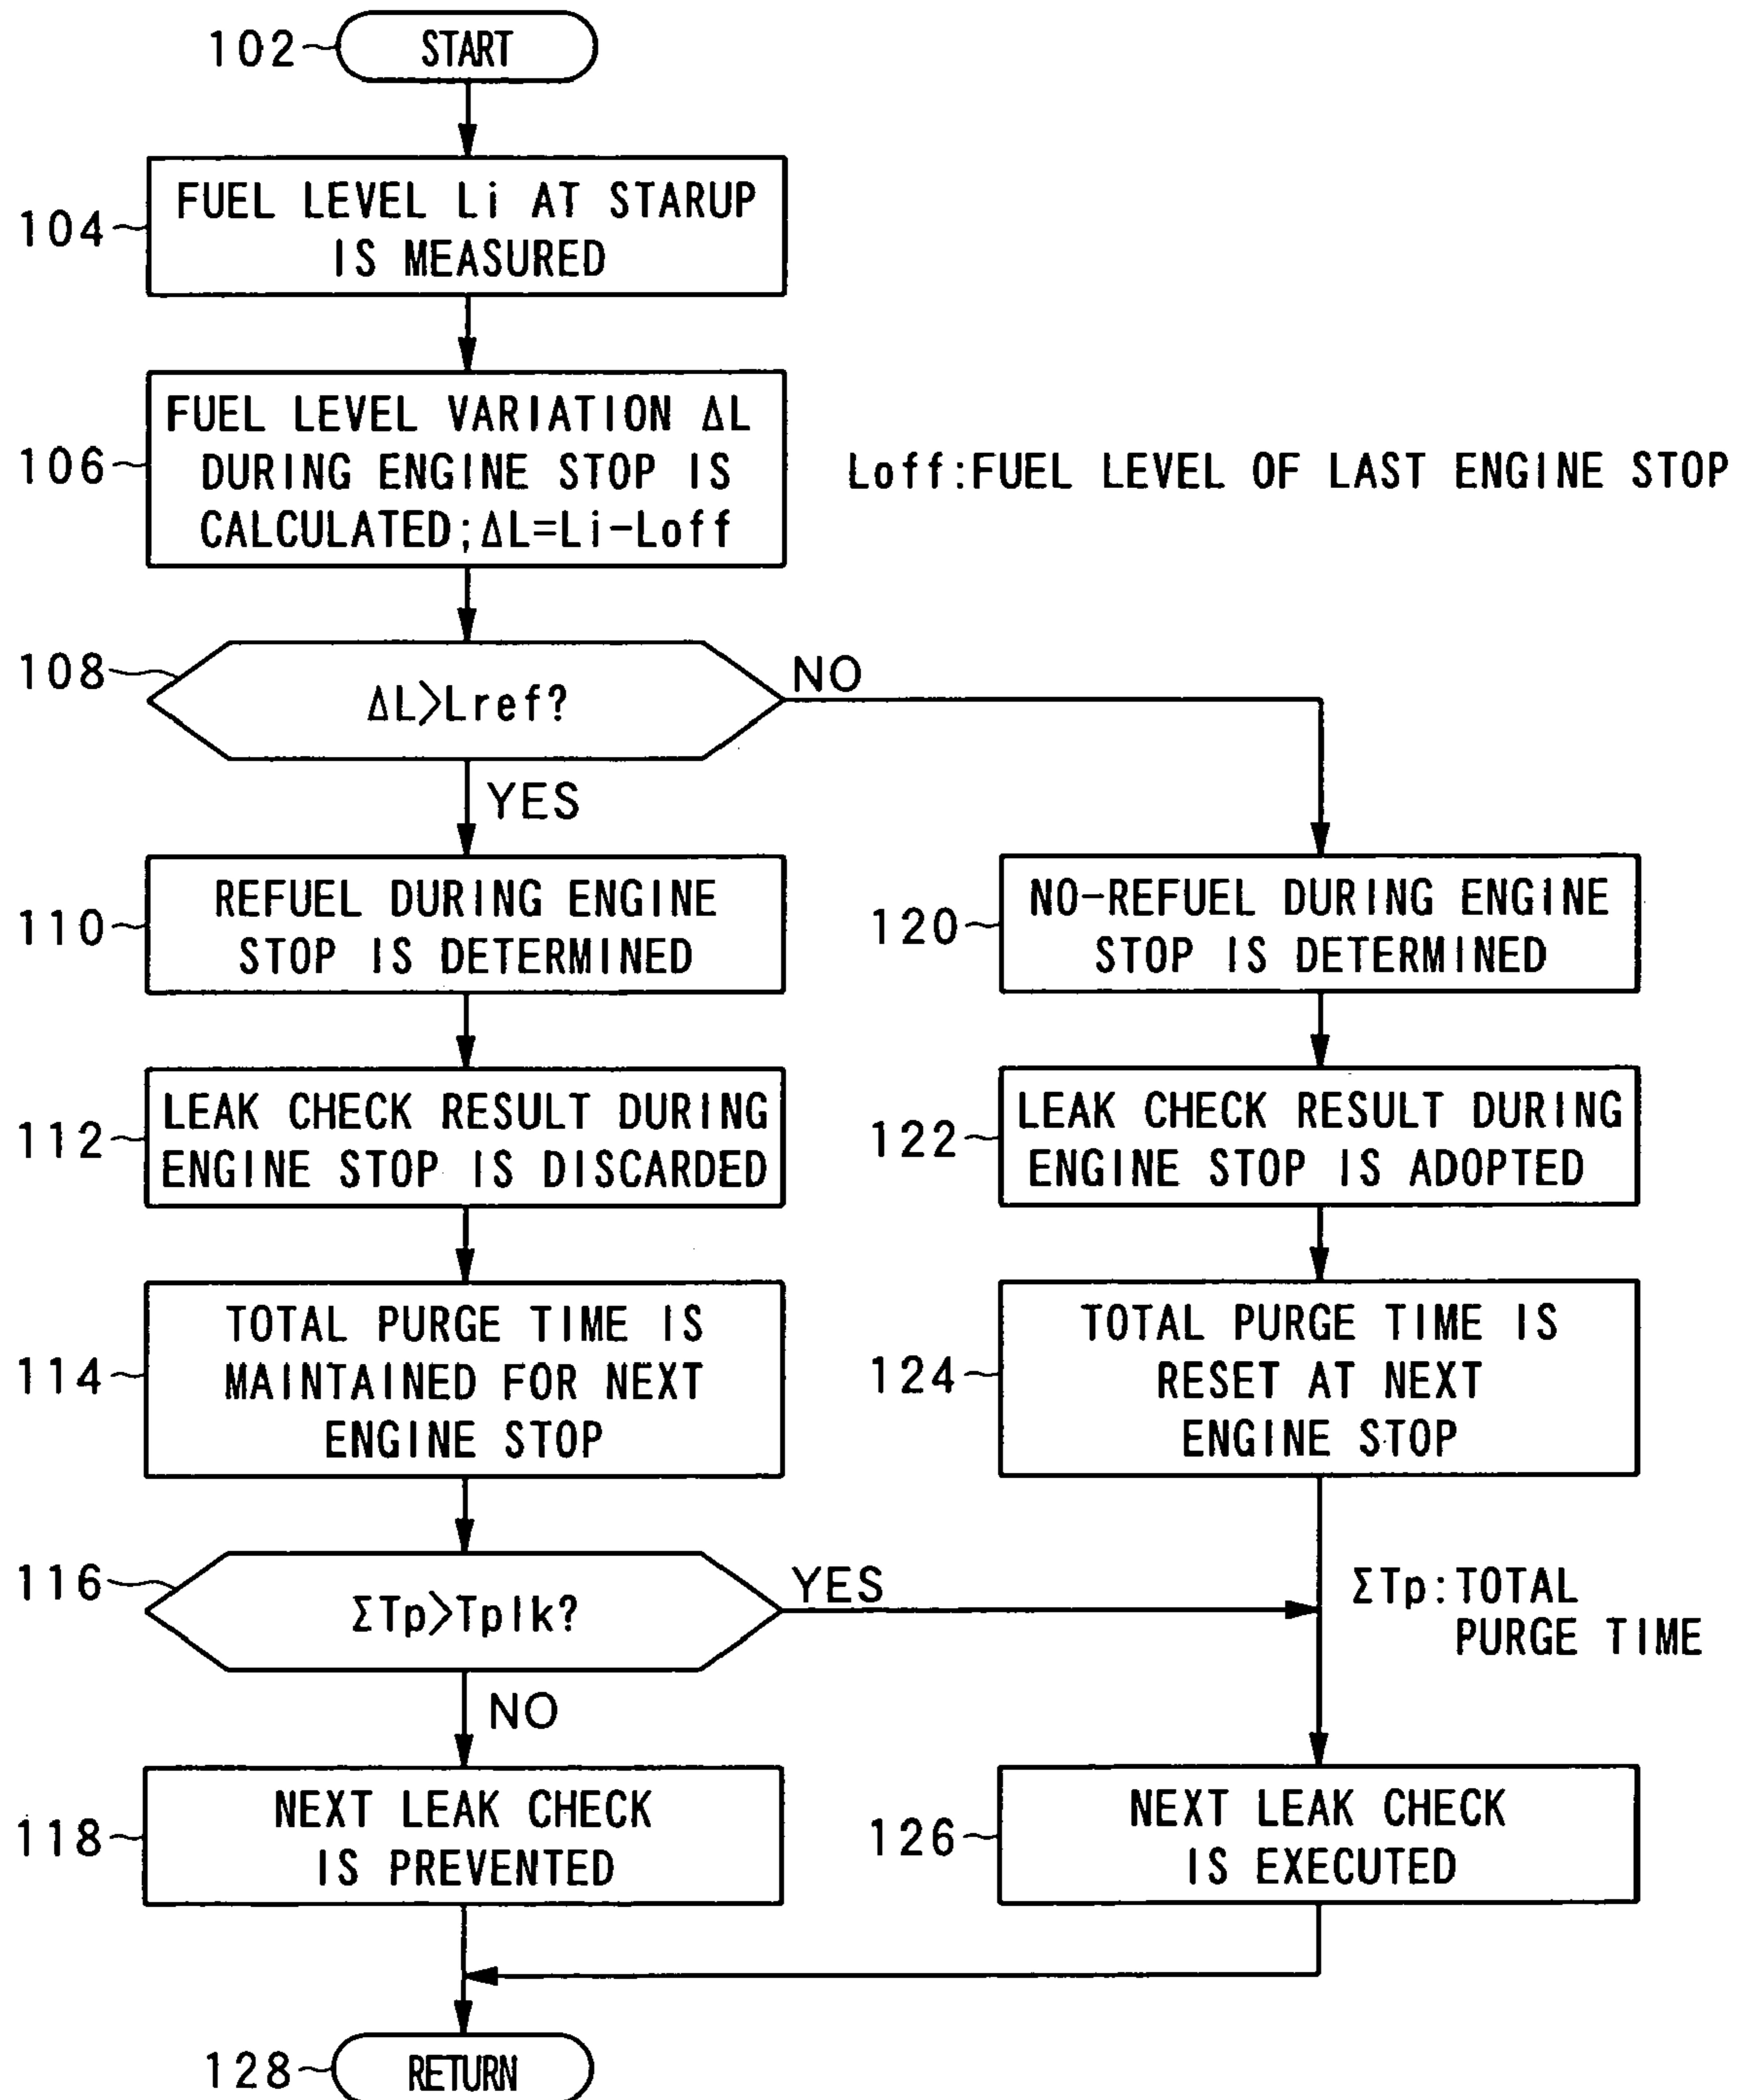 102
START
104
FUEL LEVEL Li AT STARUP
IS MEASURED
106
FUEL LEVEL VARIATION ΔL
DURING ENGINE STOP IS
CALCULATED;ΔL=Li-Loff
Loff:FUEL LEVEL OF LAST ENGINE STOP
108
ΔL>Lref?
NO
YES
110
REFUEL DURING ENGINE
STOP IS DETERMINED
120
NO-REFUEL DURING ENGINE
STOP IS DETERMINED
112
LEAK CHECK RESULT DURING
ENGINE STOP IS DISCARDED
122
LEAK CHECK RESULT DURING
ENGINE STOP IS ADOPTED
114
TOTAL PURGE TIME IS
MAINTAINED FOR NEXT
ENGINE STOP
124
TOTAL PURGE TIME IS
RESET AT NEXT
ENGINE STOP
116
ΣTp>Tplk?
YES
ΣTp:TOTAL
PURGE TIME
NO
118
NEXT LEAK CHECK
IS PREVENTED
126
NEXT LEAK CHECK
IS EXECUTED
128
RETURN